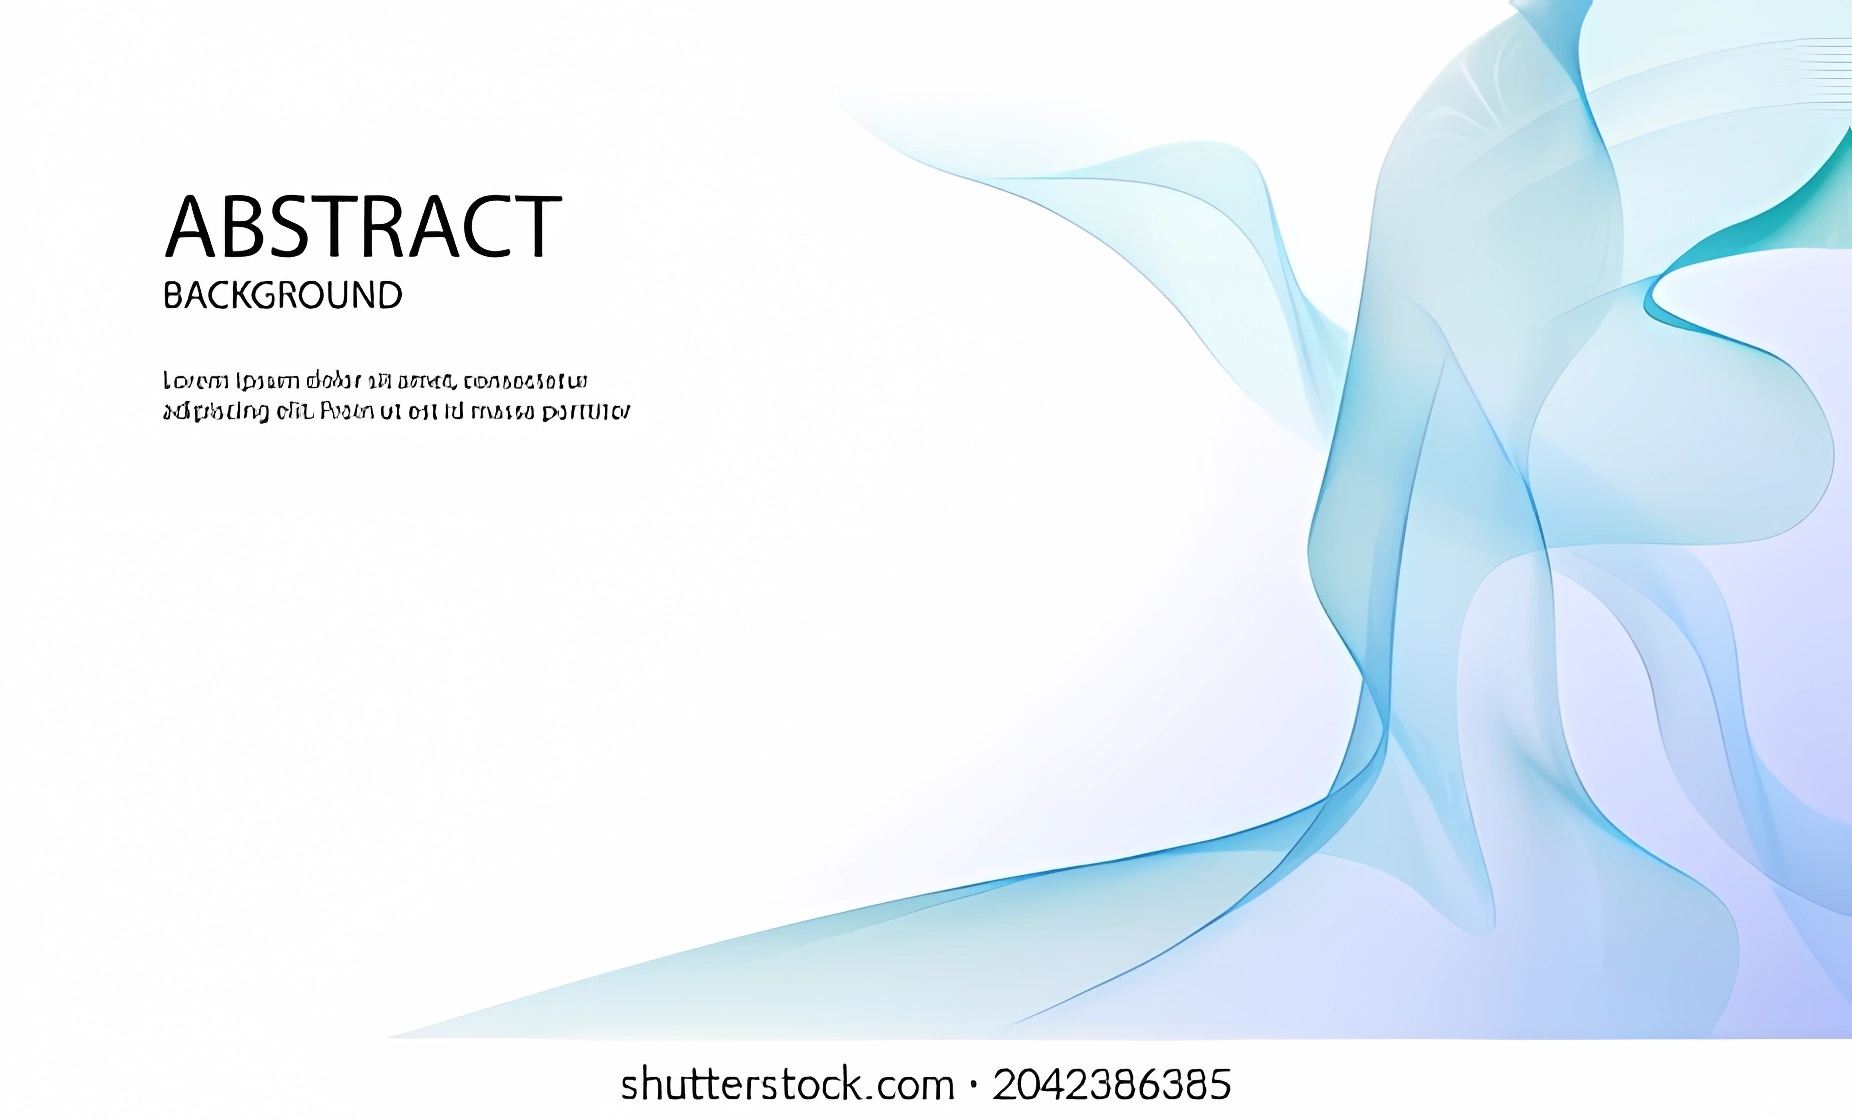 ABSTRACT
BACKGROUND
Lorem ipsum dolor sit amet, consectetur
adipiscing elit. Proin ut est id massa porttitor
shutterstock.com · 2042386385